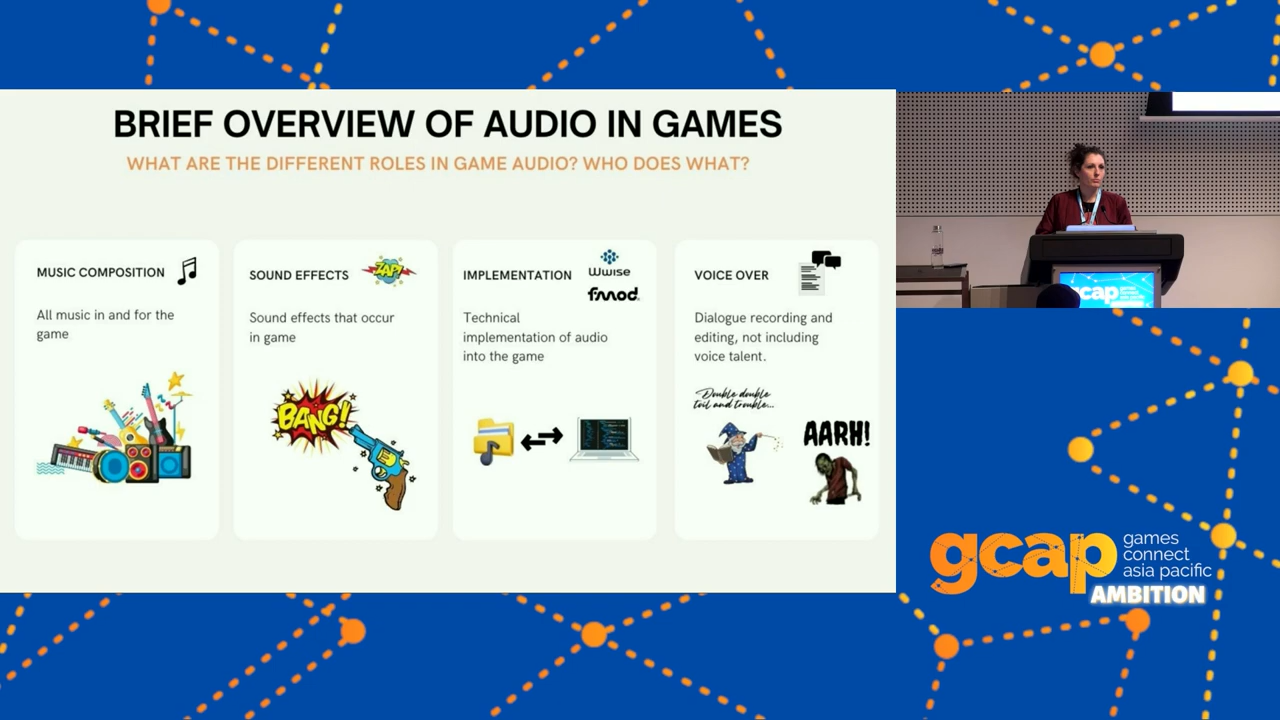 BRIEF OVERVIEW OF AUDIO IN GAMES
WHAT ARE THE DIFFERENT ROLES IN GAME AUDIO? WHO DOES WHAT?
MUSIC COMPOSITION
All music in and for the
game
SOUND EFFECTS
ZAP!
Sound effects that occur
in game
BANG!
IMPLEMENTATION
Wwise
fmod
Technical
implementation of audio
into the game
VOICE OVER
Dialogue recording and
editing, not including
voice talent.
Double double
toil and trouble...
AARH!
gcap
gcap
games
connect
asia pacific
AMBITION